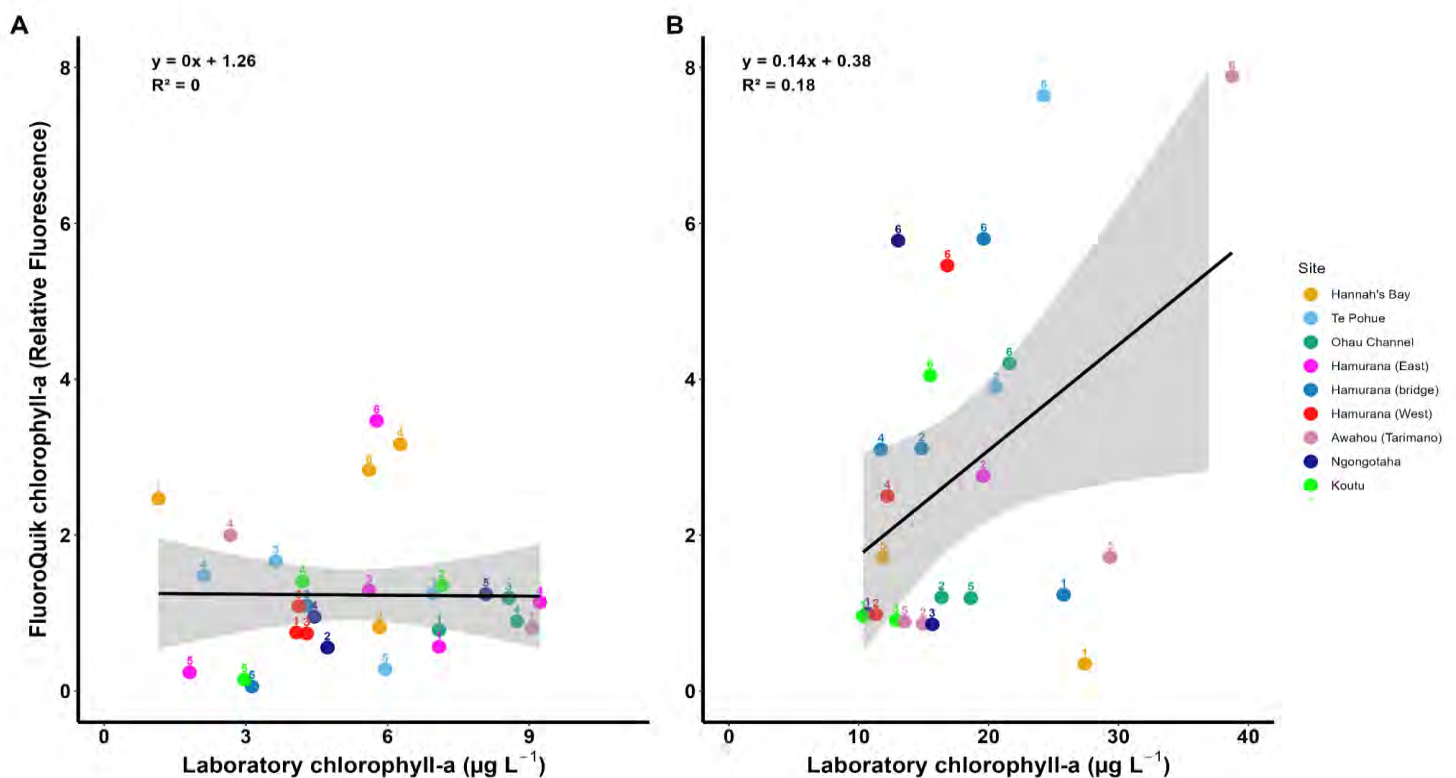 A
y = 0x + 1.26
R² = 0
FluoroQuik chlorophyll-a (Relative Fluorescence)
8
6
4
2
0
0 3 6 9
Laboratory chlorophyll-a (µg L⁻¹)
B
y = 0.14x + 0.38
R² = 0.18
8
6
4
2
0
0 10 20 30 40
Laboratory chlorophyll-a (µg L⁻¹)
Site
Hannah's Bay
Te Pohue
Ohau Channel
Hamurana (East)
Hamurana (bridge)
Hamurana (West)
Awahou (Tarimano)
Ngongotaha
Koutu